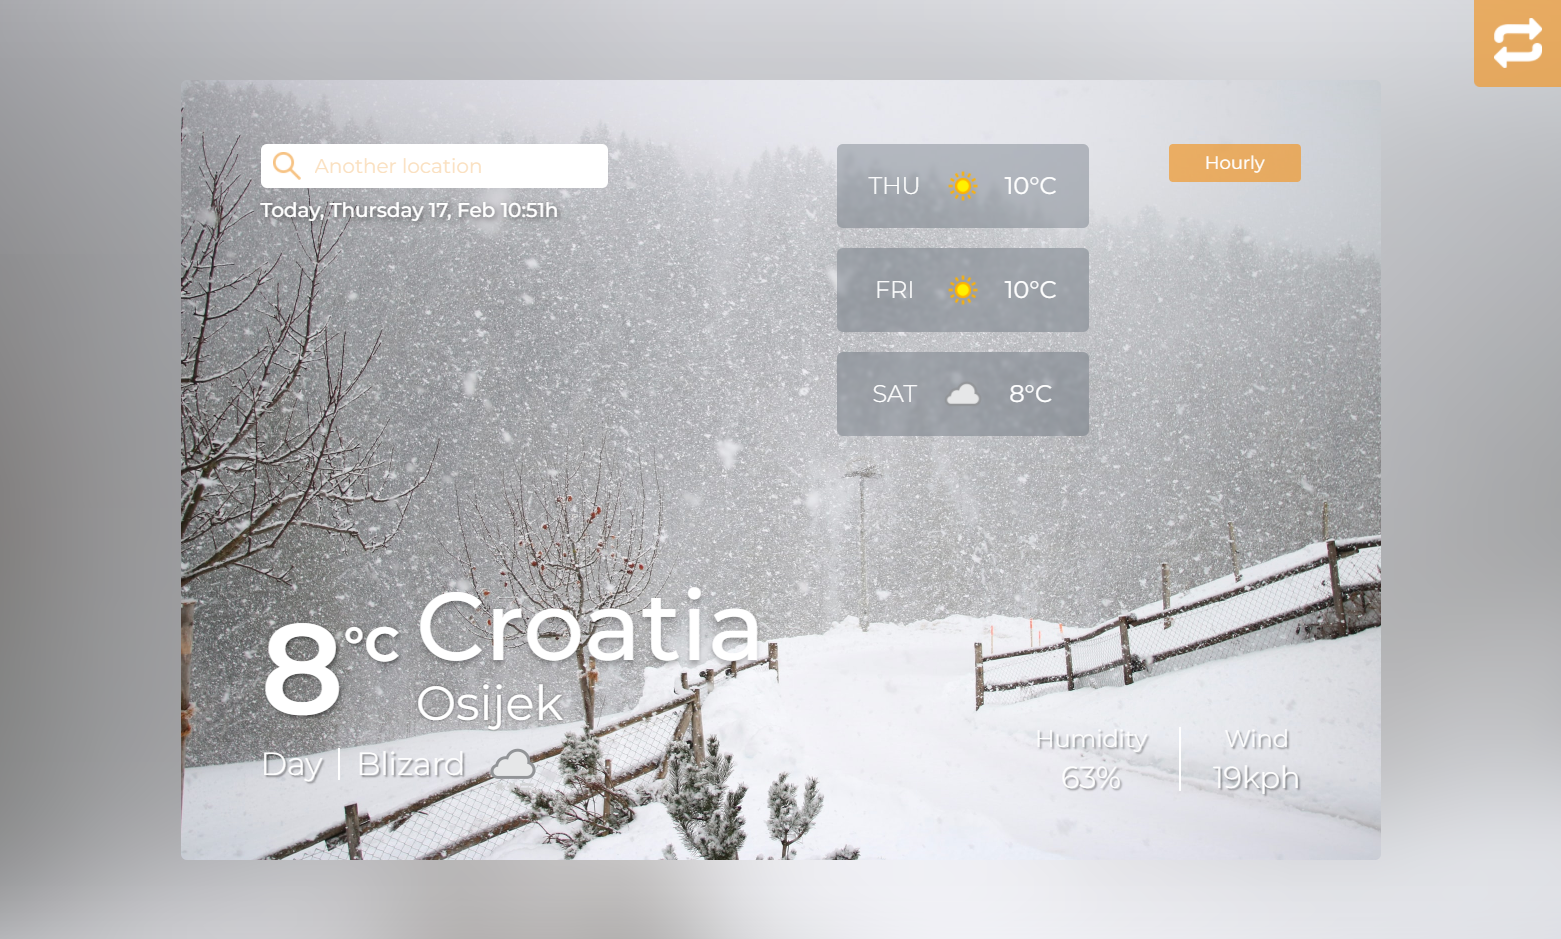 Another location
Today, Thursday 17, Feb 10:51h
THU 10°C
FRI 10°C
SAT 8°C
Hourly
8°C
Croatia
Osijek
Day | Blizard
Humidity
63%
Wind
19kph